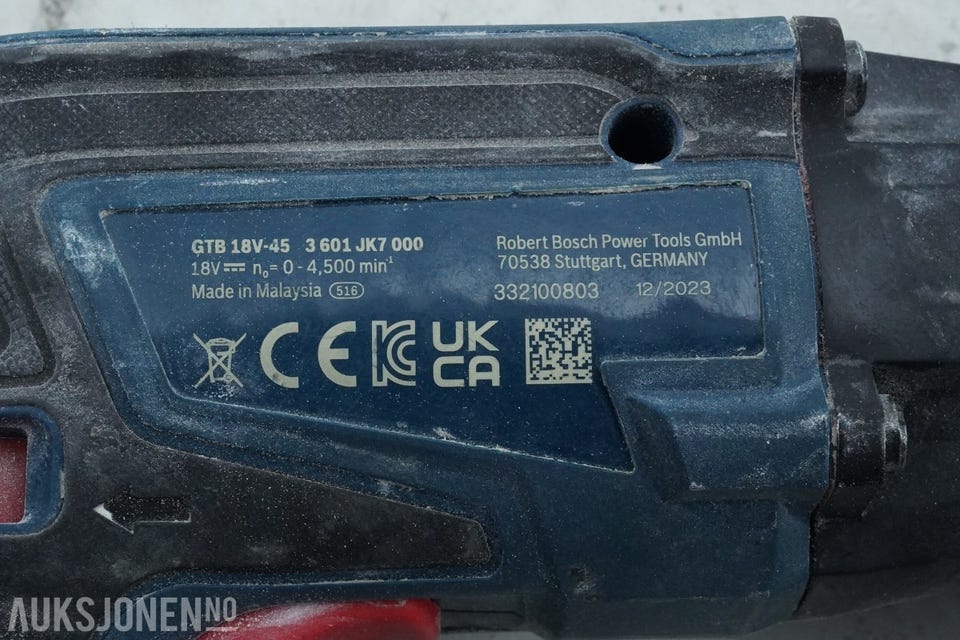 GTB 18V-45 3 601 JK7 000
18V⎓ n₀= 0 - 4,500 min⁻¹
Made in Malaysia 516
Robert Bosch Power Tools GmbH
70538 Stuttgart, GERMANY
332100803 12/2023
CE KC UK
CA
AUKSJONEN.NO